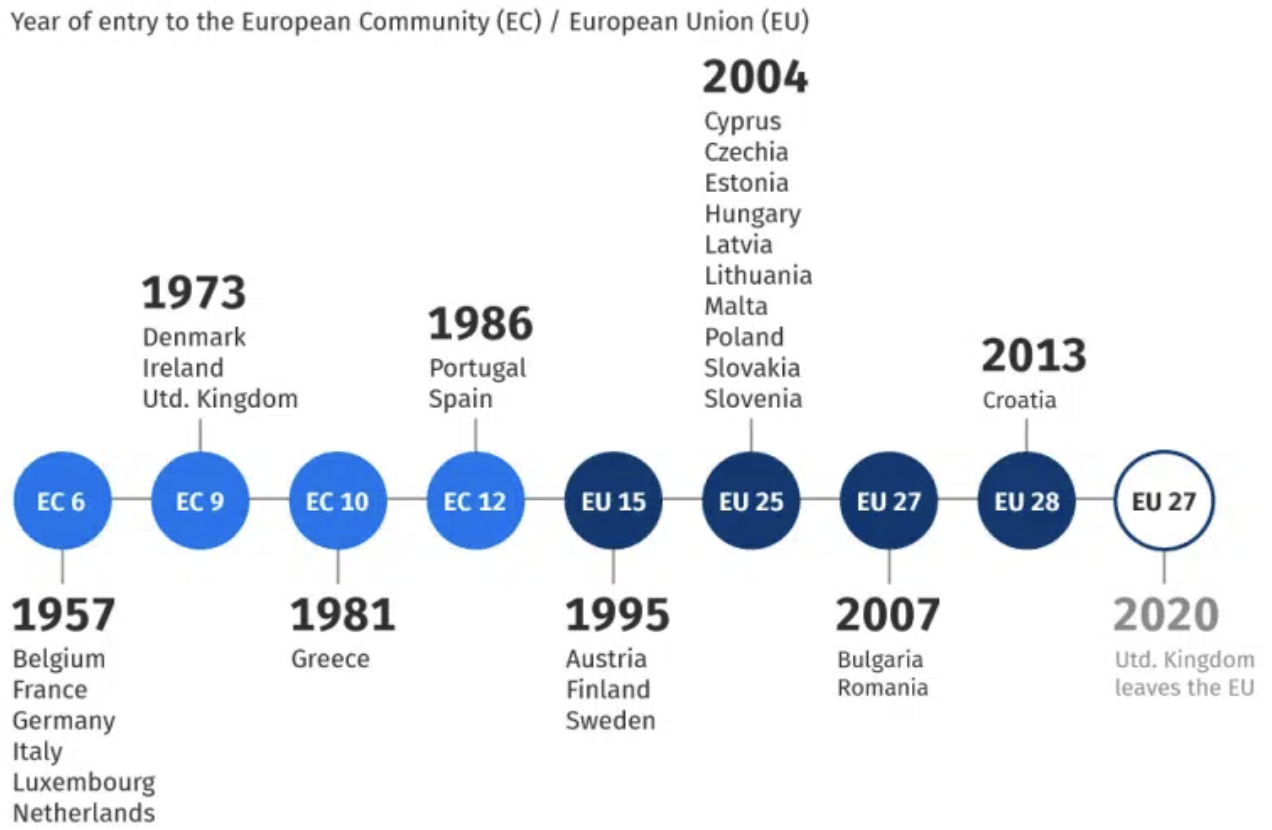 Year of entry to the European Community (EC) / European Union (EU)
2004
Cyprus
Czechia
Estonia
Hungary
Latvia
Lithuania
Malta
Poland
Slovakia
Slovenia
1973
Denmark
Ireland
Utd. Kingdom
1986
Portugal
Spain
2013
Croatia
EC 6
EC 9
EC 10
EC 12
EU 15
EU 25
EU 27
EU 28
EU 27
1957
Belgium
France
Germany
Italy
Luxembourg
Netherlands
1981
Greece
1995
Austria
Finland
Sweden
2007
Bulgaria
Romania
2020
Utd. Kingdom
leaves the EU